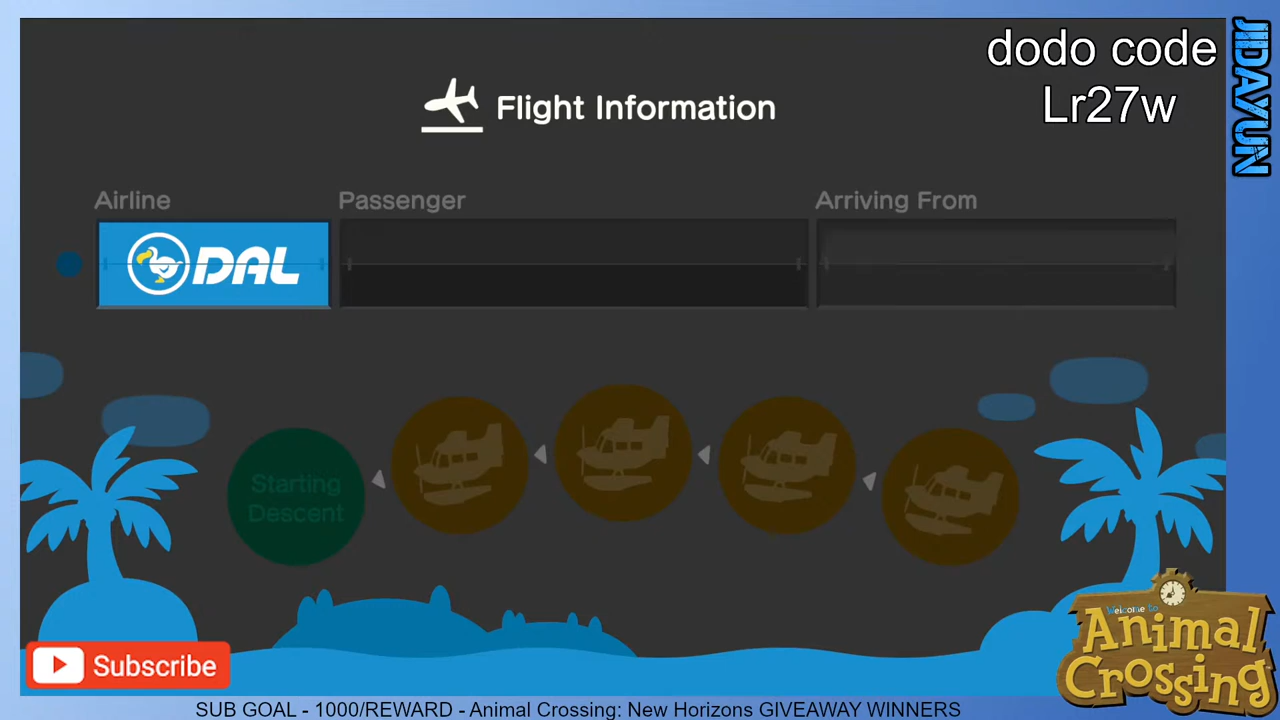 dodo code
Lr27w
JIDAVUN
Flight Information
Airline
Passenger
Arriving From
DAL
Starting
Descent
Subscribe
Welcome to
Animal
Crossing
SUB GOAL - 1000/REWARD - Animal Crossing: New Horizons GIVEAWAY WINNERS